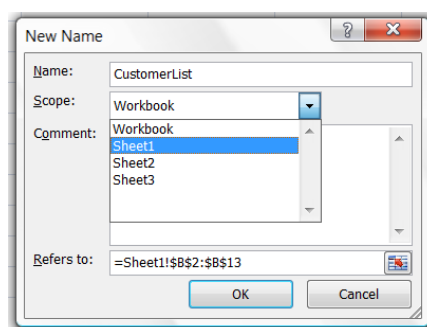 New Name
Name: CustomerList
Scope: Workbook
Comment: Workbook
Sheet1
Sheet2
Sheet3
Refers to: =Sheet1!$B$2:$B$13
OK Cancel